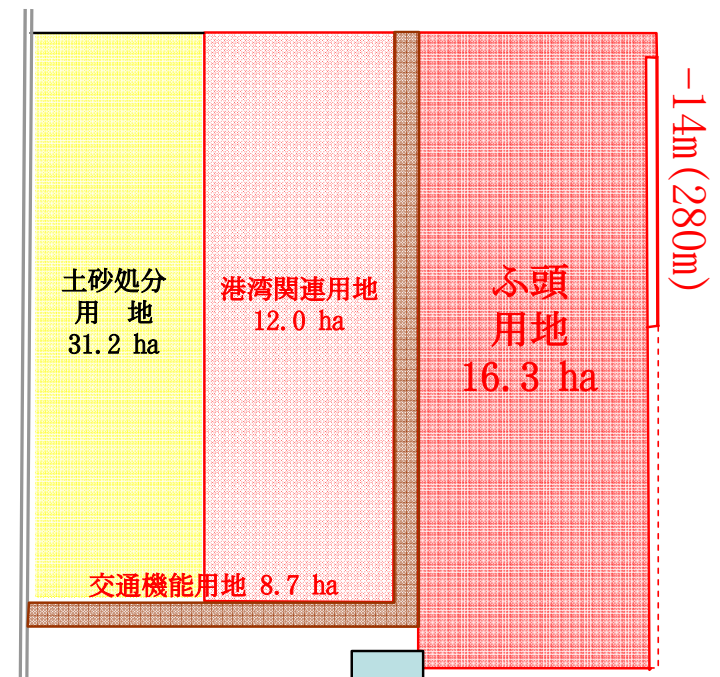 土砂処分
用　地
31.2 ha
港湾関連用地
12.0 ha
ふ頭
用地
16.3 ha
-14m(280m)
交通機能用地 8.7 ha